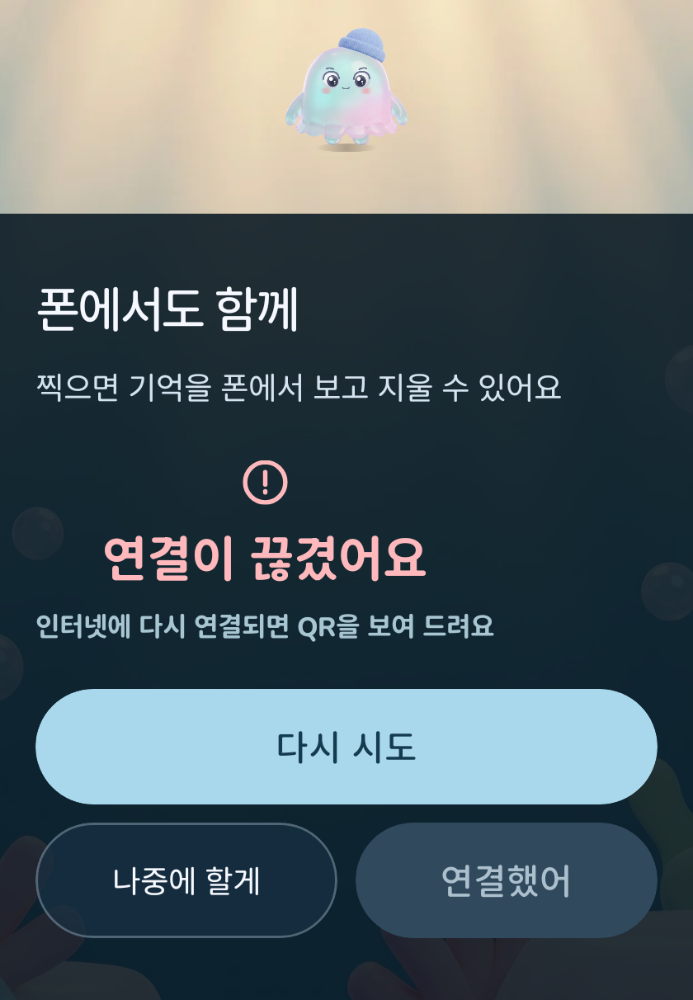 폰에서도 함께
찍으면 기억을 폰에서 보고 지울 수 있어요
연결이 끊겼어요
인터넷에 다시 연결되면 QR을 보여 드려요
다시 시도
나중에 할게
연결했어